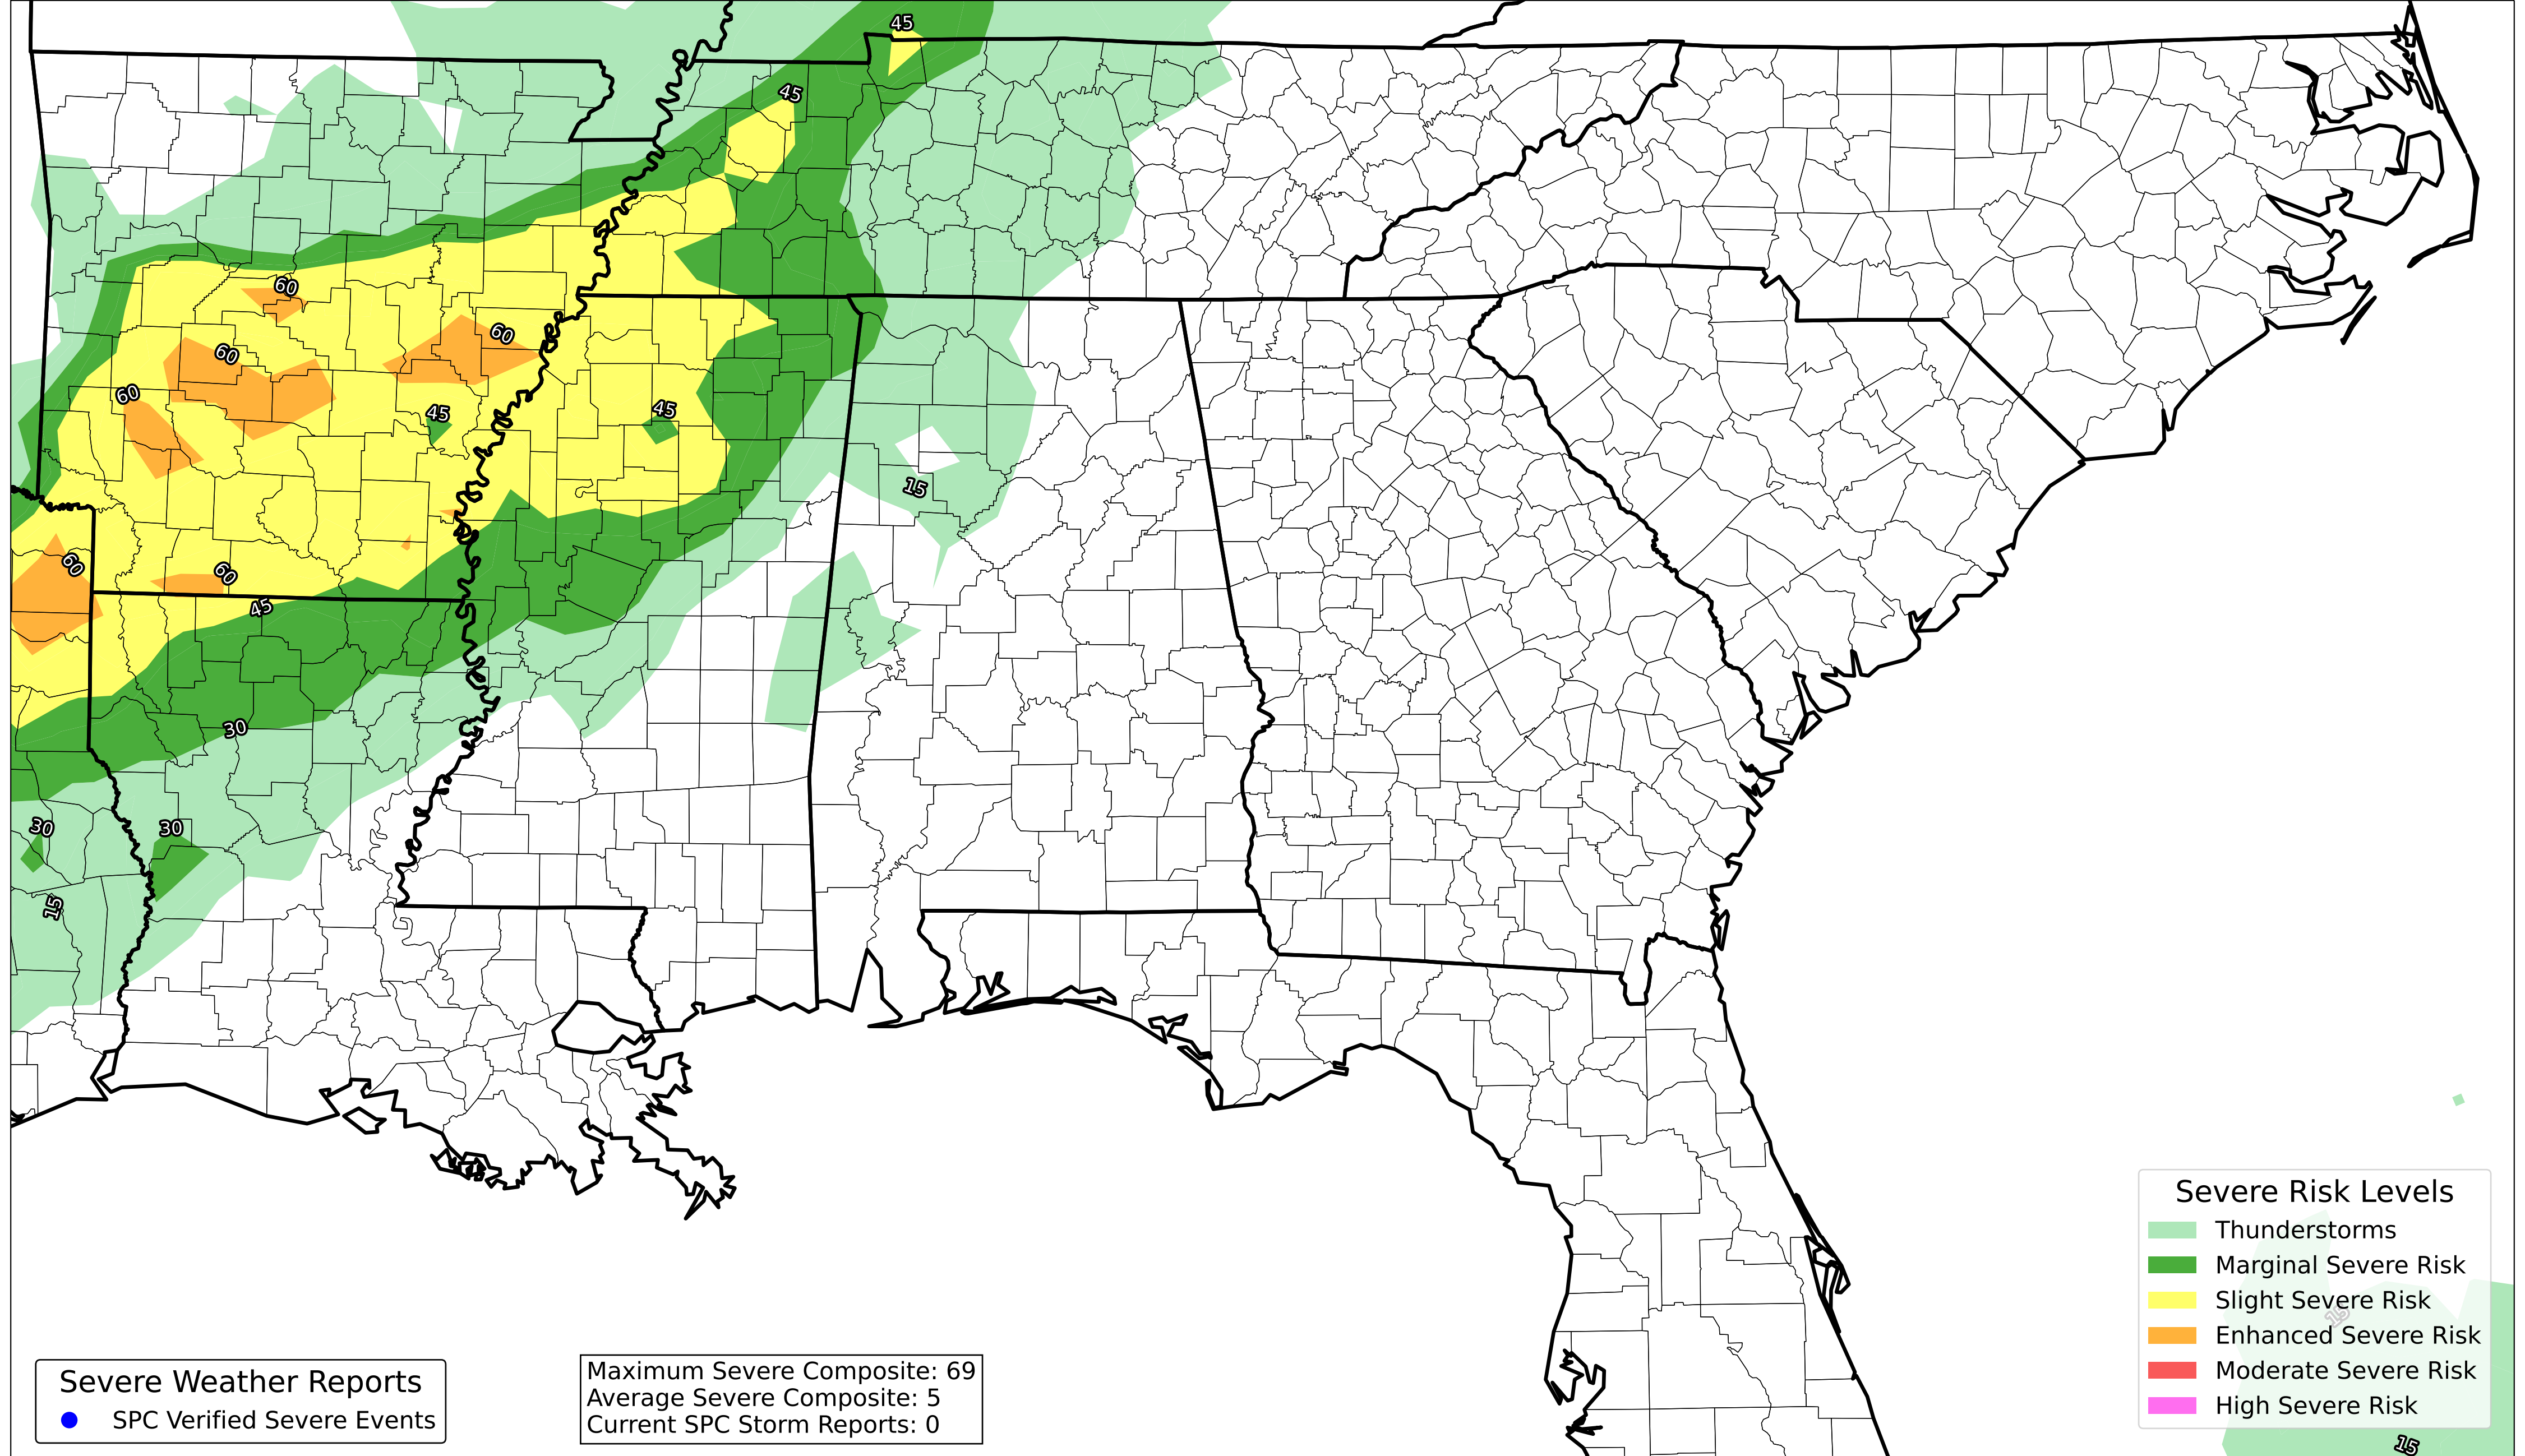 45
45
60
60
60
60
45
45
15
60
60
45
30
30
30
15
Severe Risk Levels
Thunderstorms
Marginal Severe Risk
Slight Severe Risk
15
Enhanced Severe Risk
Moderate Severe Risk
High Severe Risk
15
Severe Weather Reports
SPC Verified Severe Events
Maximum Severe Composite: 69
Average Severe Composite: 5
Current SPC Storm Reports: 0